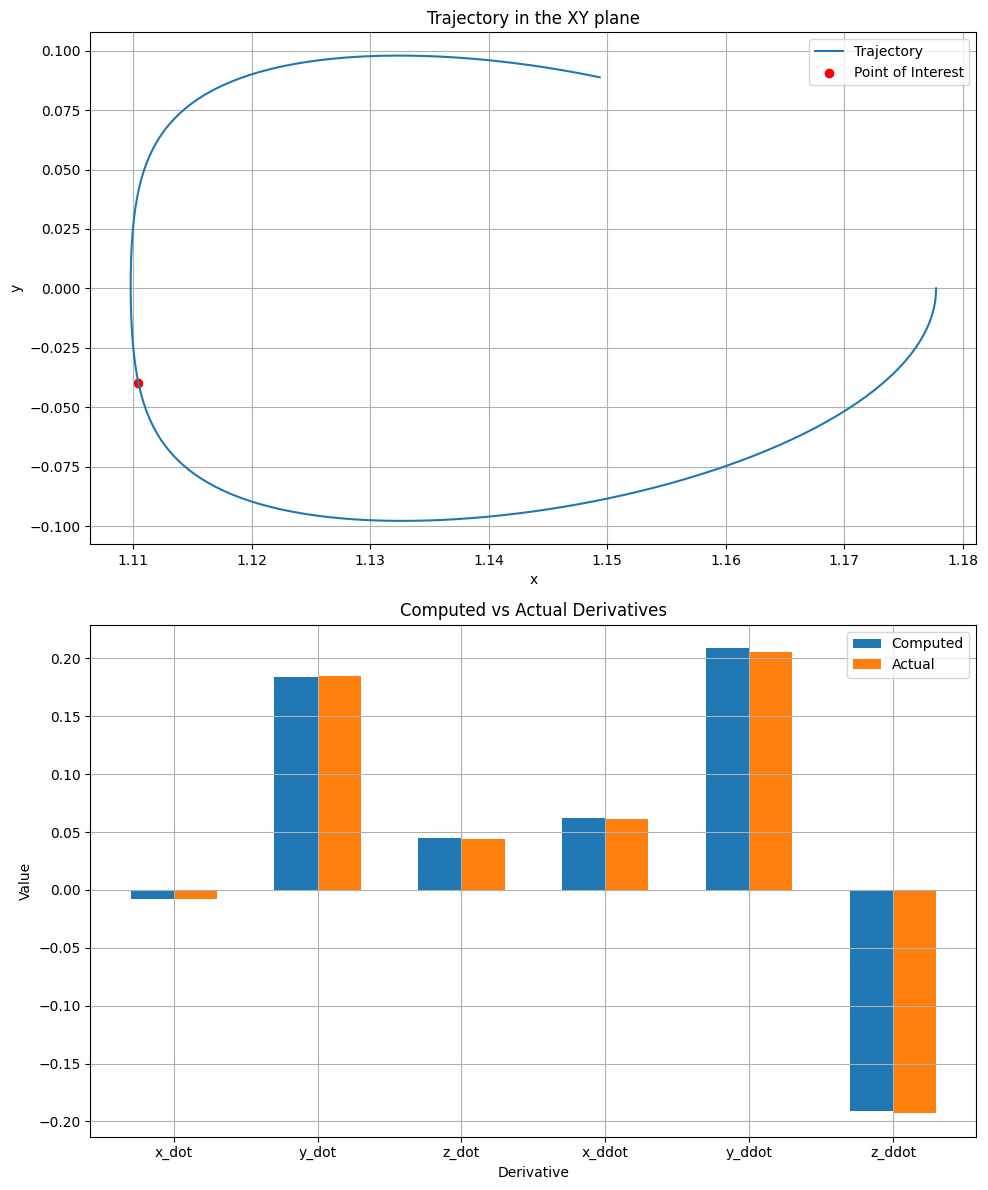 Trajectory in the XY plane
Trajectory
Point of Interest
y
0.100
0.075
0.050
0.025
0.000
−0.025
−0.050
−0.075
−0.100
1.11 1.12 1.13 1.14 1.15 1.16 1.17 1.18
x
Computed vs Actual Derivatives
Computed
Actual
Value
0.20
0.15
0.10
0.05
0.00
−0.05
−0.10
−0.15
−0.20
x_dot y_dot z_dot x_ddot y_ddot z_ddot
Derivative